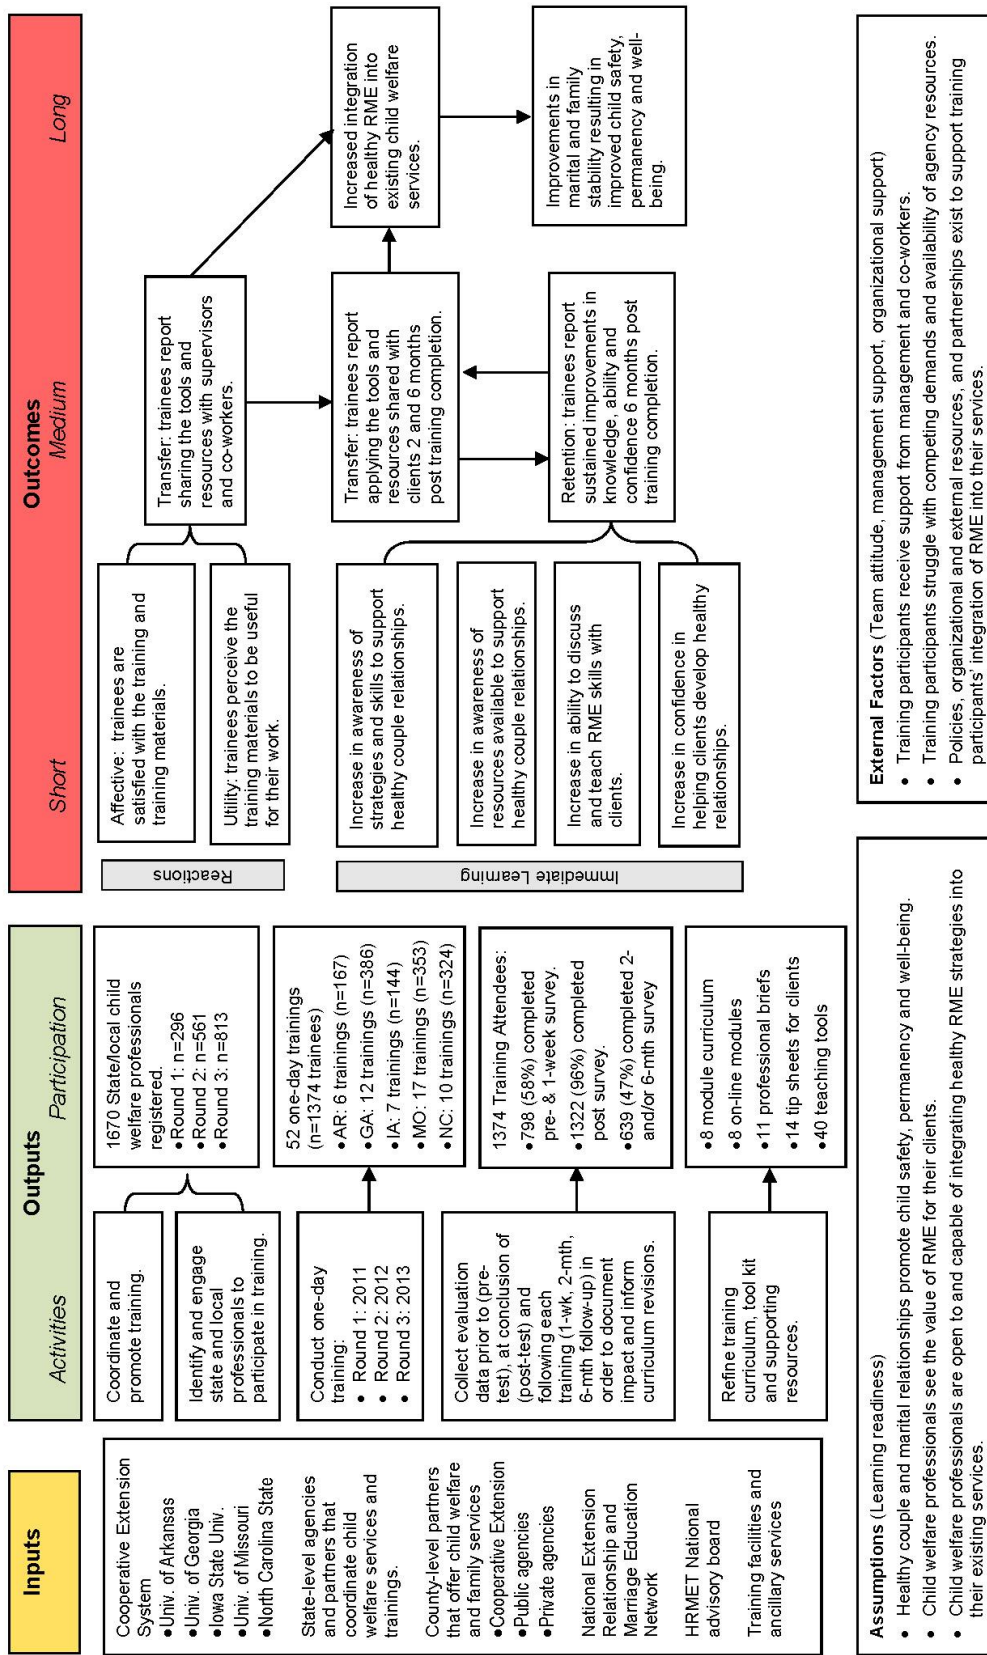 Inputs
Cooperative Extension
System
●Univ. of Arkansas
●Univ. of Georgia
●Iowa State Univ.
●Univ. of Missouri
●North Carolina State
State-level agencies
and partners that
coordinate child
welfare services and
trainings.
County-level partners
that offer child welfare
and family services
●Cooperative Extension
●Public agencies
●Private agencies
National Extension
Relationship and
Marriage Education
Network
HRMET National
advisory board
Training facilities and
ancillary services
Outputs
Activities
Participation
Coordinate and
promote training.
Identify and engage
state and local
professionals to
participate in training.
Conduct one-day
training:
● Round 1: 2011
● Round 2: 2012
● Round 3: 2013
Collect evaluation
data prior to (pre-
test), at conclusion of
(post-test) and
following each
training (1-wk, 2-mth,
6-mth follow-up) in
order to document
impact and inform
curriculum revisions.
Refine training
curriculum, tool kit
and supporting
resources.
1670 State/local child
welfare professionals
registered.
●Round 1: n=296
●Round 2: n=561
●Round 3: n=813
52 one-day trainings
(n=1374 trainees)
●AR: 6 trainings (n=167)
●GA: 12 trainings (n=386)
●IA: 7 trainings (n=144)
●MO: 17 trainings (n=353)
●NC: 10 trainings (n=324)
1374 Training Attendees:
●798 (58%) completed
pre- & 1-week survey.
●1322 (96%) completed
post survey.
●639 (47%) completed 2-
and/or 6-mth survey
●8 module curriculum
●8 on-line modules
●11 professional briefs
●14 tip sheets for clients
●40 teaching tools
Outcomes
Short
Medium
Long
Reactions
Affective: trainees are
satisfied with the training and
training materials.
Utility: trainees perceive the
training materials to be useful
for their work.
Immediate Learning
Increase in awareness of
strategies and skills to support
healthy couple relationships.
Increase in awareness of
resources available to support
healthy couple relationships.
Increase in ability to discuss
and teach RME skills with
clients.
Increase in confidence in
helping clients develop healthy
relationships.
Transfer: trainees report
sharing the tools and
resources with supervisors
and co-workers.
Transfer: trainees report
applying the tools and
resources shared with
clients 2 and 6 months
post training completion.
Retention: trainees report
sustained improvements in
knowledge, ability and
confidence 6 months post
training completion.
Increased integration
of healthy RME into
existing child welfare
services.
Improvements in
marital and family
stability resulting in
improved child safety,
permanency and well-
being.
Assumptions (Learning readiness)
● Healthy couple and marital relationships promote child safety, permanency and well-being.
● Child welfare professionals see the value of RME for their clients.
● Child welfare professionals are open to and capable of integrating healthy RME strategies into
their existing services.
External Factors (Team attitude, management support, organizational support)
● Training participants receive support from management and co-workers.
● Training participants struggle with competing demands and availability of agency resources.
● Policies, organizational and external resources, and partnerships exist to support training
participants' integration of RME into their services.